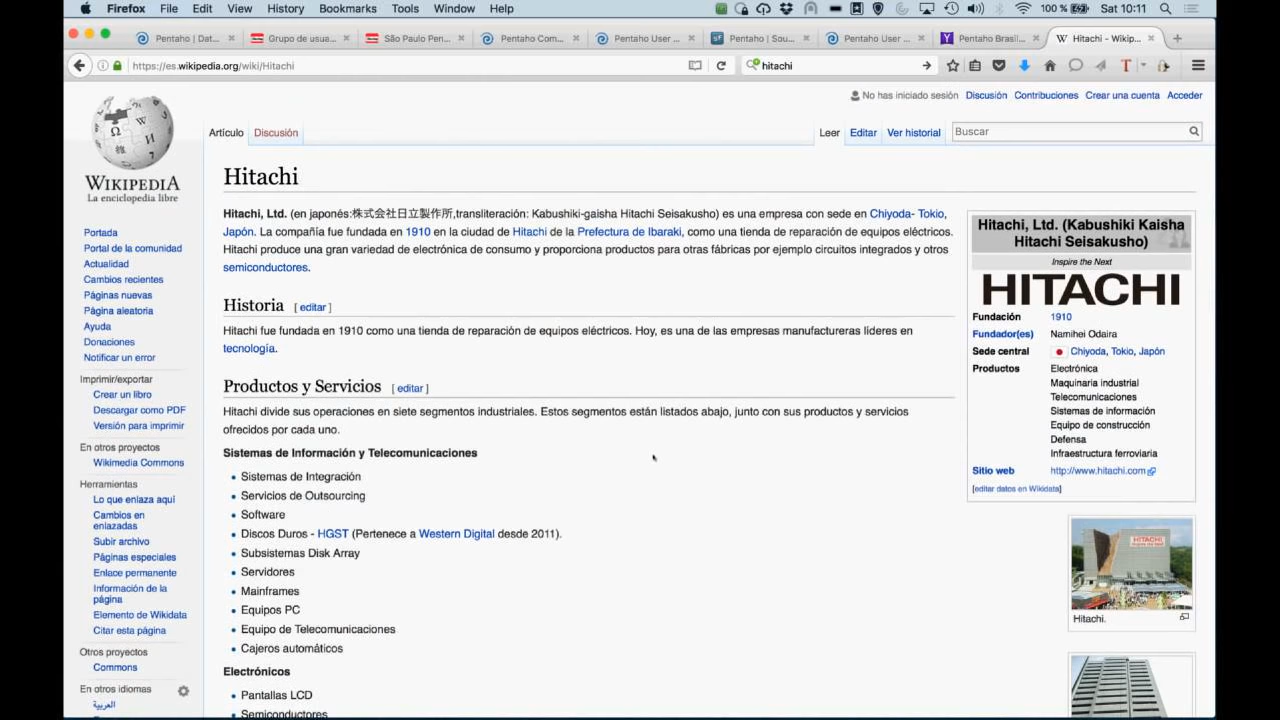 Firefox File Edit View History Bookmarks Tools Window Help 100 % Sat 10:11
Pentaho | Dat... Grupo de usua... São Paulo Pen... Pentaho Com... Pentaho User ... Pentaho | Sou... Pentaho User ... Pentaho Brasil... Hitachi - Wikip...
https://es.wikipedia.org/wiki/Hitachi
hitachi
No ha iniciado sesión Discusión Contribuciones Crear una cuenta Acceder
Artículo Discusión
Leer Editar Ver historial Buscar
WIKIPEDIA
La enciclopedia libre
Portada
Portal de la comunidad
Actualidad
Cambios recientes
Páginas nuevas
Página aleatoria
Ayuda
Donaciones
Notificar un error
Imprimir/exportar
Crear un libro
Descargar como PDF
Versión para imprimir
En otros proyectos
Wikimedia Commons
Herramientas
Lo que enlaza aquí
Cambios en
enlazadas
Subir archivo
Páginas especiales
Enlace permanente
Información de la
página
Elemento de Wikidata
Citar esta página
Otros proyectos
Commons
En otros idiomas
العربية
Hitachi
Hitachi, Ltd. (en japonés:株式会社日立製作所,transliteración: Kabushiki-gaisha Hitachi Seisakusho) es una empresa con sede en Chiyoda- Tokio,
Japón. La compañía fue fundada en 1910 en la ciudad de Hitachi de la Prefectura de Ibaraki, como una tienda de reparación de equipos eléctricos.
Hitachi produce una gran variedad de electrónica de consumo y proporciona productos para otras fábricas por ejemplo circuitos integrados y otros
semiconductores.
Historia [ editar ]
Hitachi fue fundada en 1910 como una tienda de reparación de equipos eléctricos. Hoy, es una de las empresas manufactureras líderes en
tecnología.
Productos y Servicios [ editar ]
Hitachi divide sus operaciones en siete segmentos industriales. Estos segmentos están listados abajo, junto con sus productos y servicios
ofrecidos por cada uno.
Sistemas de Información y Telecomunicaciones
Sistemas de Integración
Servicios de Outsourcing
Software
Discos Duros - HGST (Pertenece a Western Digital desde 2011).
Subsistemas Disk Array
Servidores
Mainframes
Equipos PC
Equipo de Telecomunicaciones
Cajeros automáticos
Electrónicos
Pantallas LCD
Semiconductores
Hitachi, Ltd. (Kabushiki Kaisha
Hitachi Seisakusho)
Inspire the Next
HITACHI
Fundación 1910
Fundador(es) Namihei Odaira
Sede central Chiyoda, Tokio, Japón
Productos Electrónica
Maquinaria industrial
Telecomunicaciones
Sistemas de información
Equipo de construcción
Defensa
Infraestructura ferroviaria
Sitio web http://www.hitachi.com
[editar datos en Wikidata]
HITACHI
Hitachi.